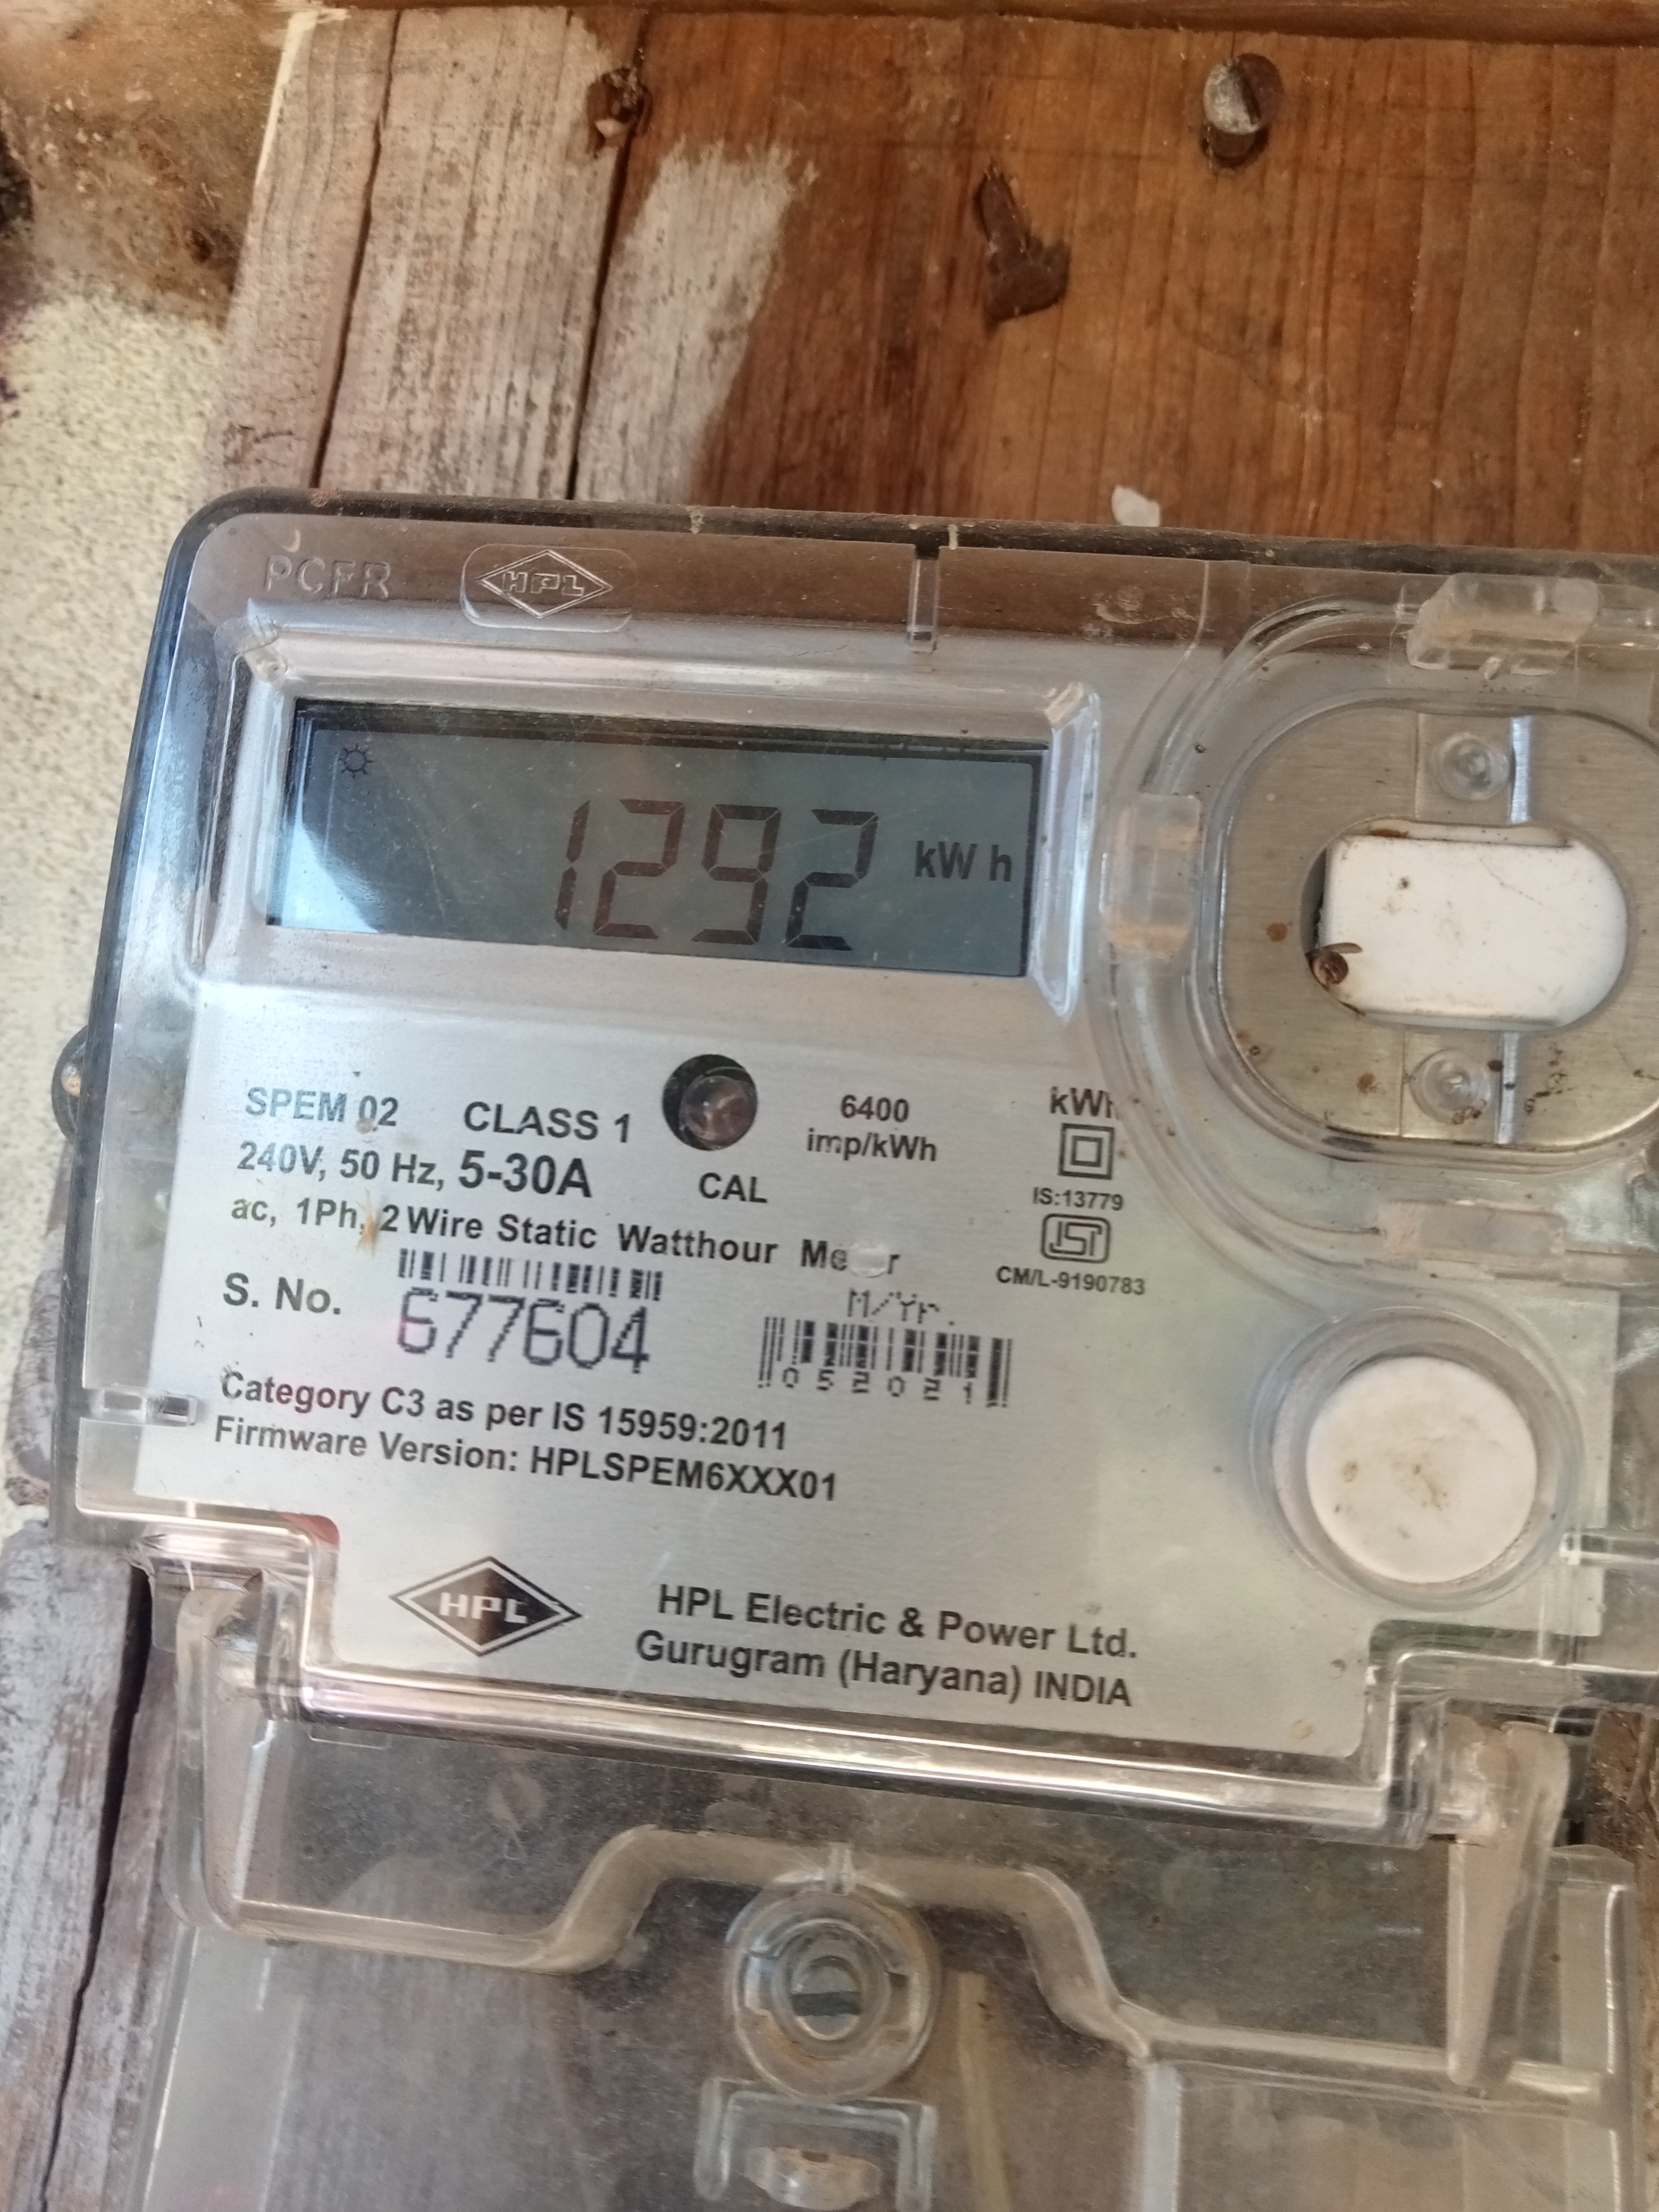 PCFR HPL
1292 kWh
SPEM 02 CLASS 1 6400 kWh
240V, 50 Hz, 5-30A CAL imp/kWh
ac, 1Ph, 2 Wire Static Watthour IS:13779
ISI
CM/L-9190783
S. No. 677604 M/Yr.
052021
Category C3 as per IS 15959:2011
Firmware Version: HPLSPEM6XXX01
HPL HPL Electric & Power Ltd.
Gurugram (Haryana) INDIA